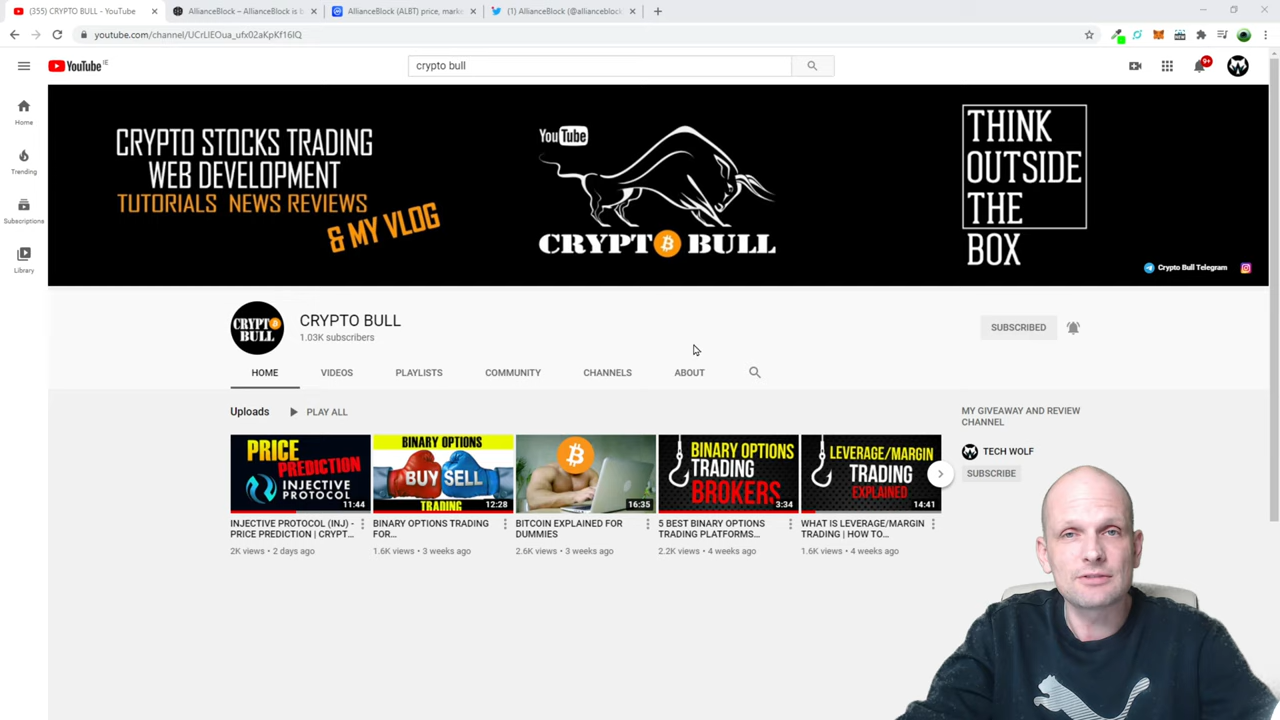 (355) CRYPTO BULL - YouTube
AllianceBlock – AllianceBlock is b
AllianceBlock (ALBT) price, marke
(1) AllianceBlock (@allianceblock
youtube.com/channel/UCrLlEOua_ufx02aKpKf16lQ
YouTube IE
crypto bull
9+
Home
Trending
Subscriptions
Library
CRYPTO STOCKS TRADING
WEB DEVELOPMENT
TUTORIALS NEWS REVIEWS
& MY VLOG
YouTube
CRYPTO BULL
THINK
OUTSIDE
THE
BOX
Crypto Bull Telegram
CRYPTO
BULL
CRYPTO BULL
1.03K subscribers
SUBSCRIBED
HOME
VIDEOS
PLAYLISTS
COMMUNITY
CHANNELS
ABOUT
Uploads
PLAY ALL
PRICE
PREDICTION
INJECTIVE
PROTOCOL
11:44
INJECTIVE PROTOCOL (INJ) -
PRICE PREDICTION | CRYPT...
2K views • 2 days ago
BINARY OPTIONS
BUY SELL
TRADING
12:28
BINARY OPTIONS TRADING
FOR...
1.6K views • 3 weeks ago
16:35
BITCOIN EXPLAINED FOR
DUMMIES
2.6K views • 3 weeks ago
BINARY OPTIONS
TRADING
BROKERS
3:34
5 BEST BINARY OPTIONS
TRADING PLATFORMS...
2.2K views • 4 weeks ago
LEVERAGE/MARGIN
TRADING
EXPLAINED
14:41
WHAT IS LEVERAGE/MARGIN
TRADING | HOW TO...
1.6K views • 4 weeks ago
MY GIVEAWAY AND REVIEW
CHANNEL
TECH WOLF
SUBSCRIBE